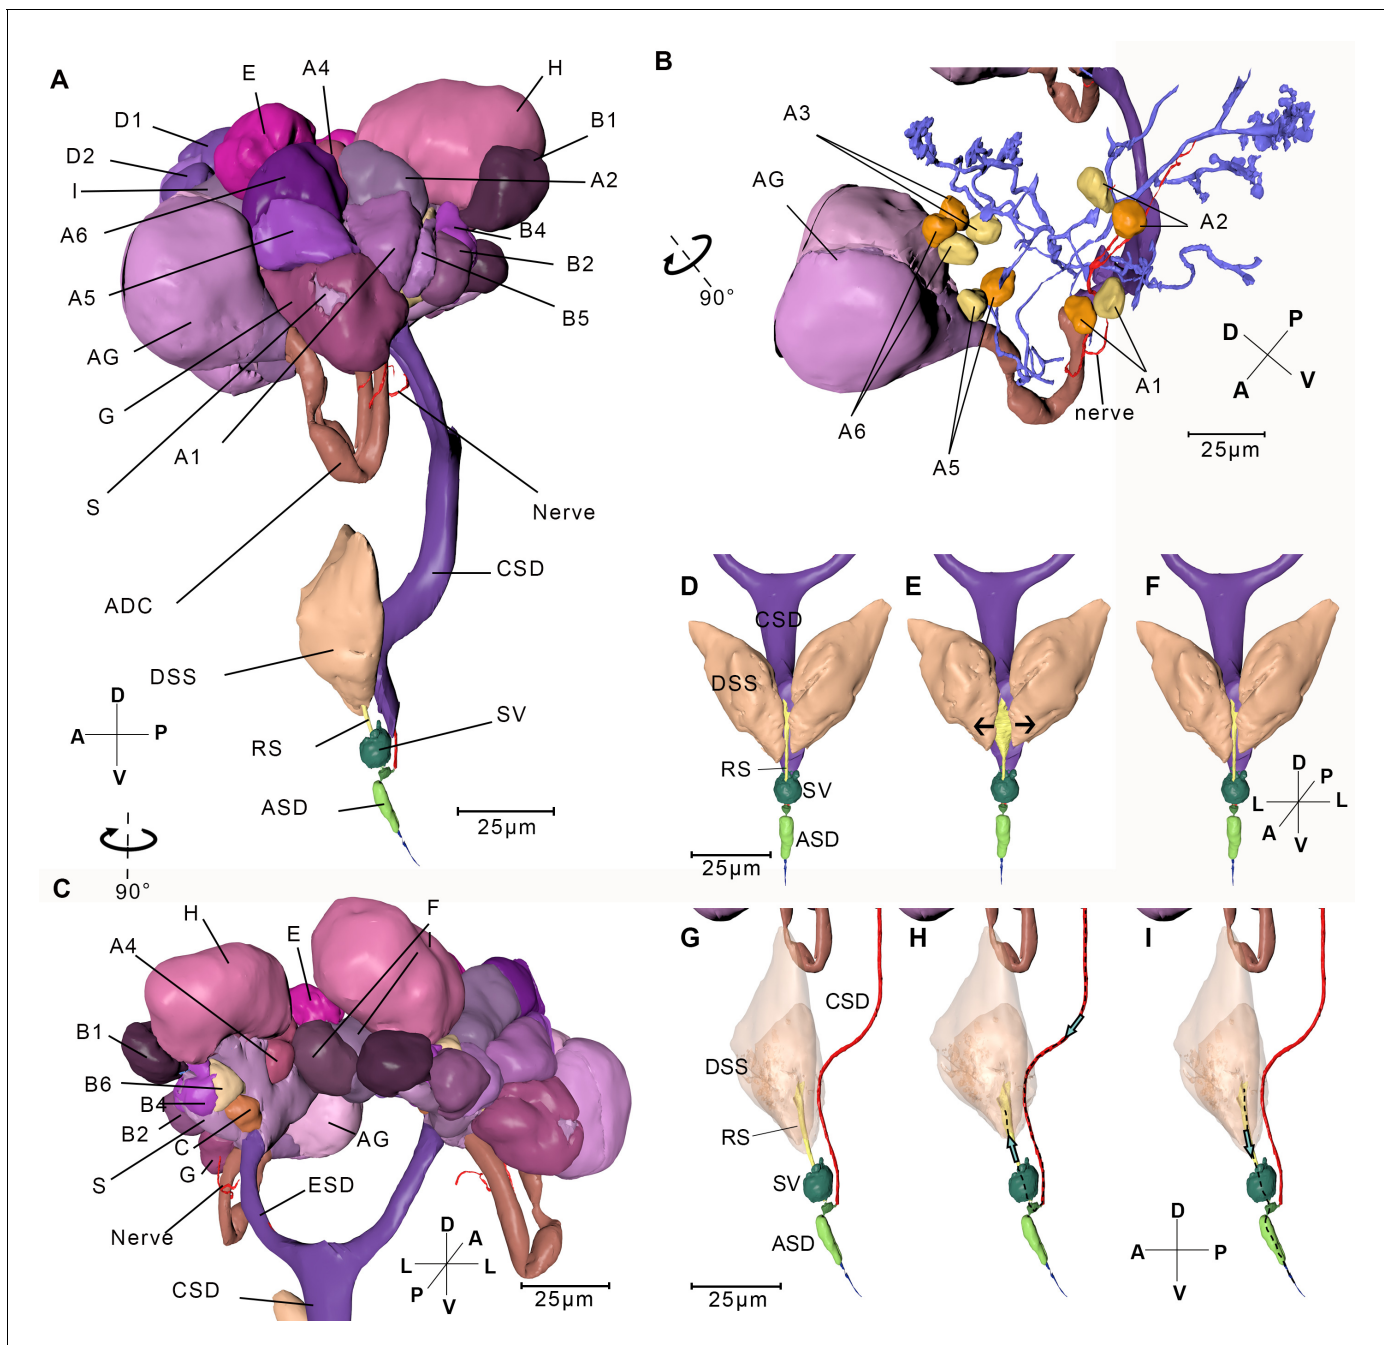 A
E
A4
H
D1
B1
D2
I
A2
A6
B4
B2
A5
B5
AG
G
A1
S
Nerve
CSD
ADC
DSS
D
A
P
V
RS
SV
ASD
25µm
90°
B
A3
AG
A2
90°
D
P
A
V
A1
nerve
A6
A5
25µm
C
H
F
E
I
A4
B1
B6
B4
B2
C
AG
S
G
ESD
Nerve
D
A
L
L
P
V
CSD
25µm
D
CSD
DSS
RS
SV
ASD
25µm
E
F
D
P
L
L
A
V
G
CSD
DSS
RS
SV
ASD
25µm
H
I
D
A
P
V